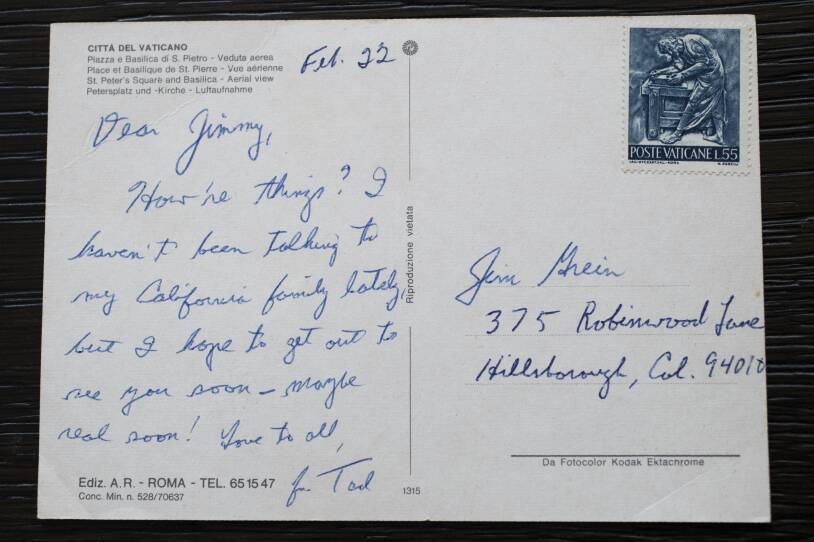 CITTÀ DEL VATICANO
Piazza e Basilica di S. Pietro - Veduta aerea
Place et Basilique de St. Pierre - Vue aérienne
St. Peter's Square and Basilica - Aerial view
Petersplatz und -Kirche - Luftaufnahme
Feb. 22
Dear Jimmy,
How're things? I
haven't been talking to
my California family lately,
but I hope to get out to
see you soon - maybe
real soon! Love to all,
Fr Tod
Ediz. A.R. - ROMA - TEL. 65 15 47
Conc. Min. n. 528/70637
1315
Riproduzione vietata
POSTE VATICANE L.55
Jim Grein
375 Robinwood Lane
Hillsborough, Cal. 94010
Da Fotocolor Kodak Ektachrome